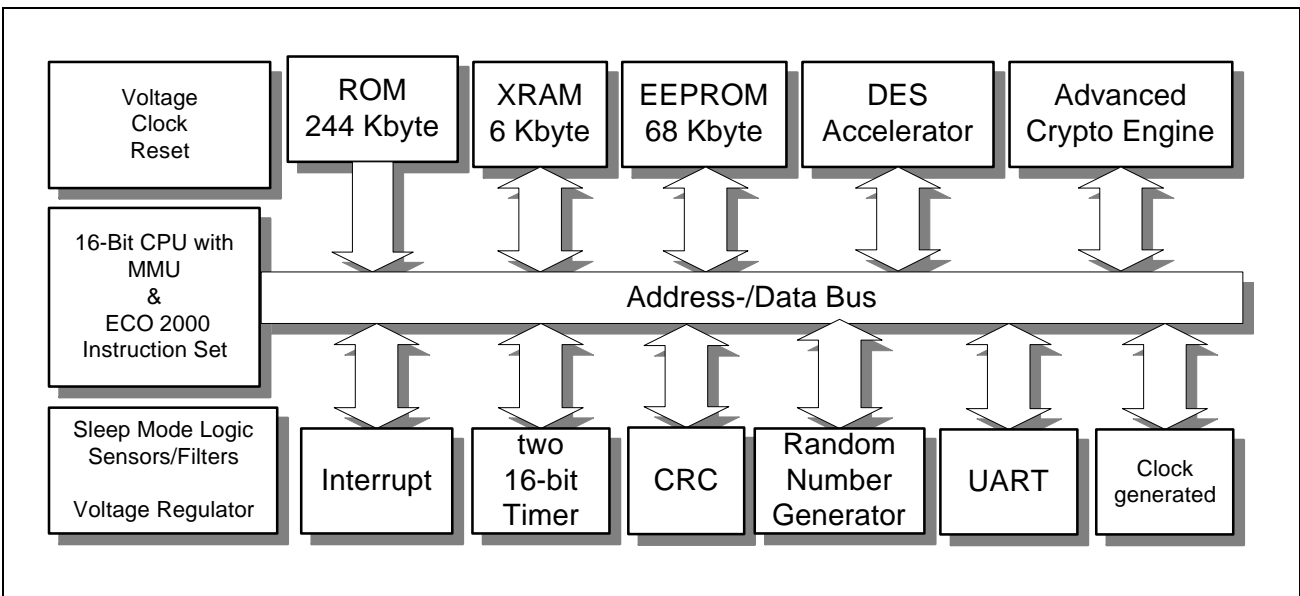 Voltage
Clock
Reset
ROM
244 Kbyte
XRAM
6 Kbyte
EEPROM
68 Kbyte
DES
Accelerator
Advanced
Crypto Engine
16-Bit CPU with
MMU
&
ECO 2000
Instruction Set
Address-/Data Bus
Sleep Mode Logic
Sensors/Filters
Voltage Regulator
Interrupt
two
16-bit
Timer
CRC
Random
Number
Generator
UART
Clock
generated